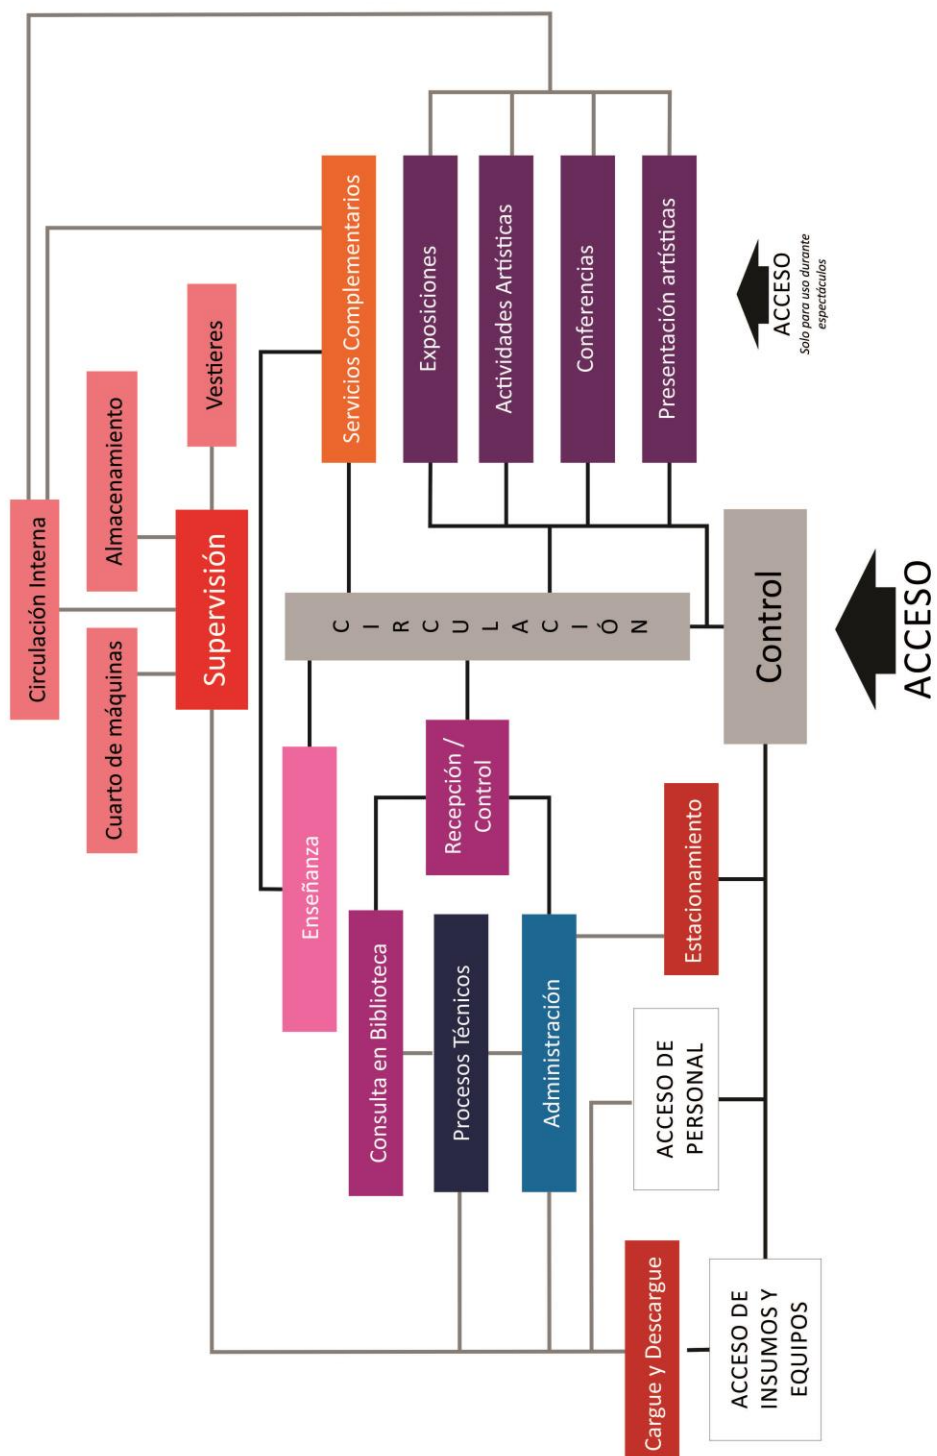 Circulación Interna
Cuarto de máquinas
Almacenamiento
Supervisión
Vestieres
Enseñanza
Servicios Complementarios
Consulta en Biblioteca
Recepción /
Control
CIRCULACIÓN
Exposiciones
Procesos Técnicos
Actividades Artísticas
Administración
Conferencias
Cargue y Descargue
ACCESO DE
PERSONAL
Estacionamiento
Presentación artísticas
ACCESO DE
INSUMOS Y
EQUIPOS
Control
ACCESO
Solo para uso durante
espectáculos
ACCESO